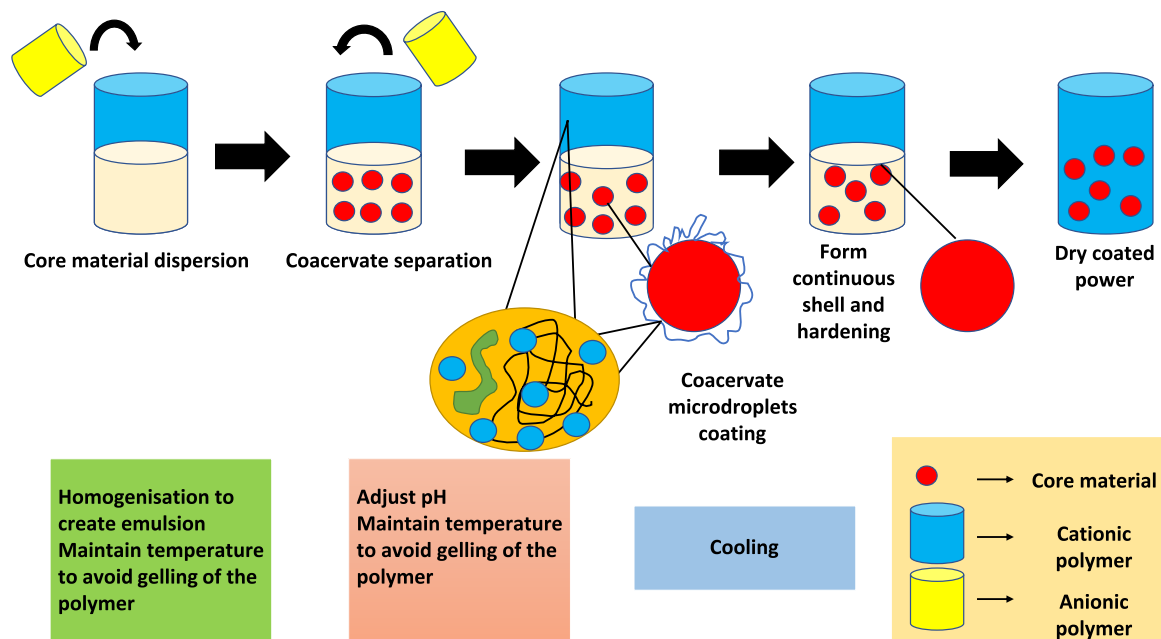 Core material dispersion
Coacervate separation
Form
continuous
shell and
hardening
Dry coated
power
Coacervate
microdroplets
coating
Homogenisation to
create emulsion
Maintain temperature
to avoid gelling of the
polymer
Adjust pH
Maintain temperature
to avoid gelling of the
polymer
Cooling
Core material
Cationic
polymer
Anionic
polymer